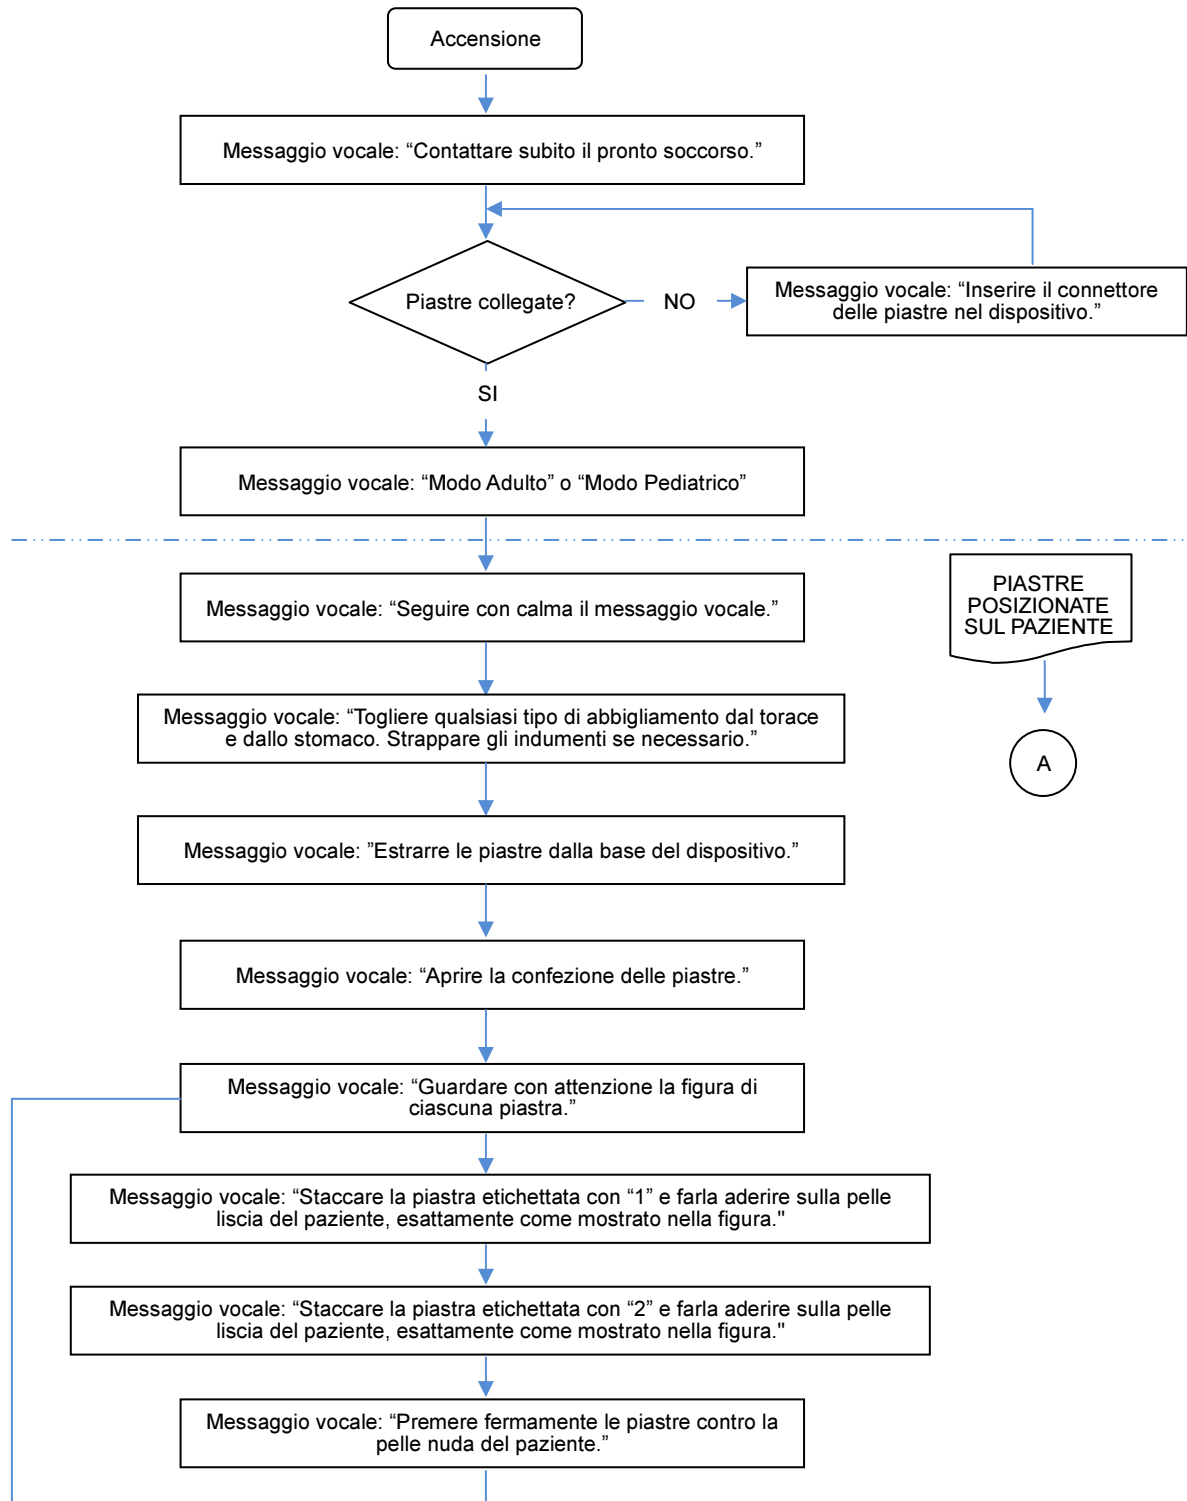 Accensione
Messaggio vocale: “Contattare subito il pronto soccorso.”
Piastre collegate?
NO
Messaggio vocale: “Inserire il connettore
delle piastre nel dispositivo.”
SI
Messaggio vocale: “Modo Adulto” o “Modo Pediatrico”
Messaggio vocale: “Seguire con calma il messaggio vocale.”
PIASTRE
POSIZIONATE
SUL PAZIENTE
Messaggio vocale: “Togliere qualsiasi tipo di abbigliamento dal torace
e dallo stomaco. Strappare gli indumenti se necessario.”
A
Messaggio vocale: ”Estrarre le piastre dalla base del dispositivo.”
Messaggio vocale: “Aprire la confezione delle piastre.”
Messaggio vocale: “Guardare con attenzione la figura di
ciascuna piastra.”
Messaggio vocale: “Staccare la piastra etichettata con “1” e farla aderire sulla pelle
liscia del paziente, esattamente come mostrato nella figura."
Messaggio vocale: “Staccare la piastra etichettata con “2” e farla aderire sulla pelle
liscia del paziente, esattamente come mostrato nella figura."
Messaggio vocale: “Premere fermamente le piastre contro la
pelle nuda del paziente.”